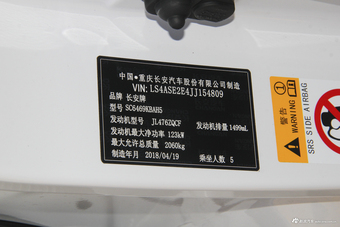 中国·重庆长安汽车股份有限公司制造
VIN: LS4ASE2E4JJ154809
品牌 长安牌
型号 SC6469KBAH5
发动机型号 JL476ZQCF 发动机排量 1499mL
发动机最大净功率 123kW
最大允许总质量 2060kg
制造年月 2018/04/19 乘坐人数 5
警告
WARNING
SRS SIDE AIRBAG